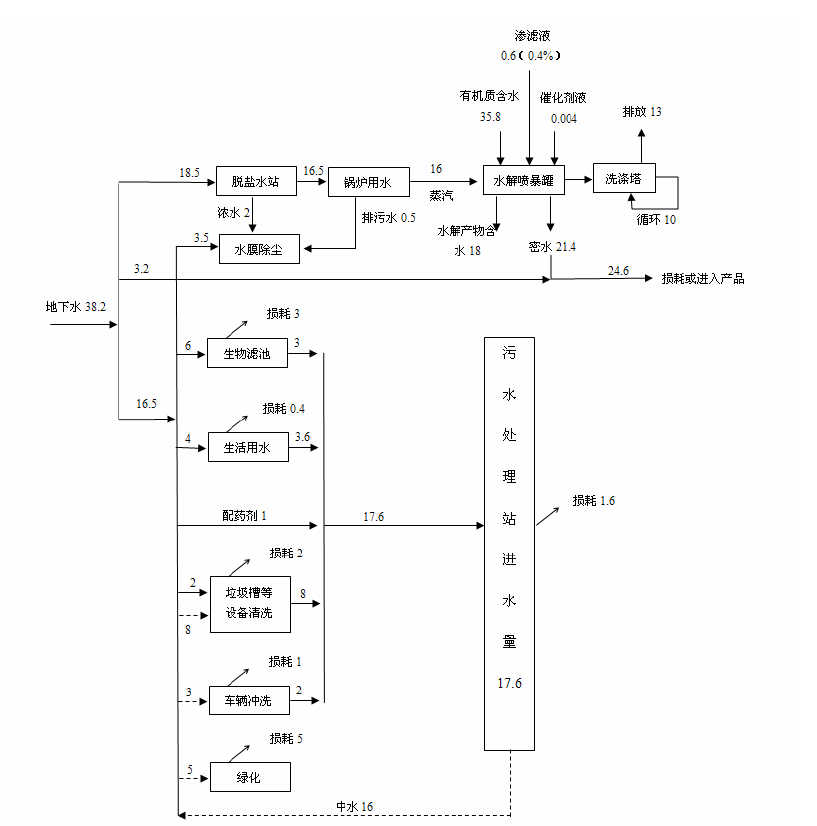 渗滤液
0.6（0.4%）
有机质含水
35.8
催化剂液
0.004
排放 13
18.5
脱盐水站
16.5
锅炉用水
16
蒸汽
水解喷暴罐
洗涤塔
循环 10
浓水 2
排污水 0.5
水解产物含
水 18
密水 21.4
3.5
水膜除尘
3.2
24.6
损耗或进入产品
地下水 38.2
损耗 3
6
生物滤池
3
16.5
损耗 0.4
4
生活用水
3.6
配药剂 1
17.6
污
水
处
理
站
进
水
量
17.6
损耗 1.6
损耗 2
2
垃圾槽等
设备清洗
8
8
损耗 1
3
车辆冲洗
2
损耗 5
5
绿化
中水 16